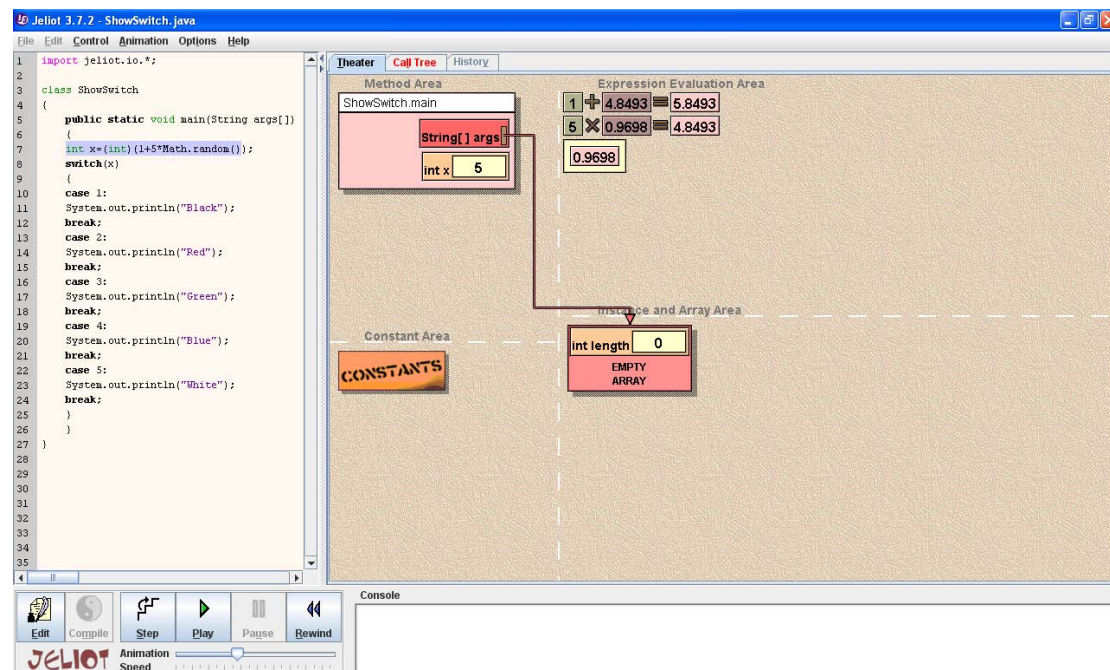 Jeliot 3.7.2 - ShowSwitch.java
File Edit Control Animation Options Help
1 import jeliot.io.*;
2
3 class ShowSwitch
4 {
5 public static void main(String args[])
6 {
7 int x=(int)(1+5*Math.random());
8 switch(x)
9 {
10 case 1:
11 System.out.println("Black");
12 break;
13 case 2:
14 System.out.println("Red");
15 break;
16 case 3:
17 System.out.println("Green");
18 break;
19 case 4:
20 System.out.println("Blue");
21 break;
22 case 5:
23 System.out.println("White");
24 break;
25 }
26 }
27 }
28
29
30
31
32
33
34
35
Theater Call Tree History
Method Area
ShowSwitch.main
String[ ] args
int x 5
Expression Evaluation Area
1 + 4.8493 = 5.8493
5 × 0.9698 = 4.8493
0.9698
Constant Area
CONSTANTS
Instance and Array Area
int length 0
EMPTY
ARRAY
Edit Compile Step Play Pause Rewind
JELIOT
Animation
Speed
Console